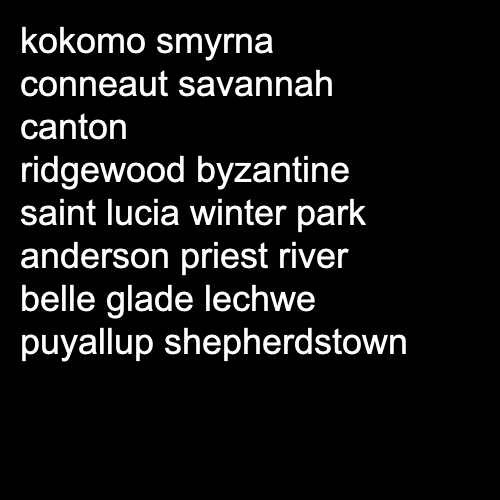 kokomo smyrna
conneaut savannah
canton
ridgewood byzantine
saint lucia winter park
anderson priest river
belle glade lechwe
puyallup shepherdstown